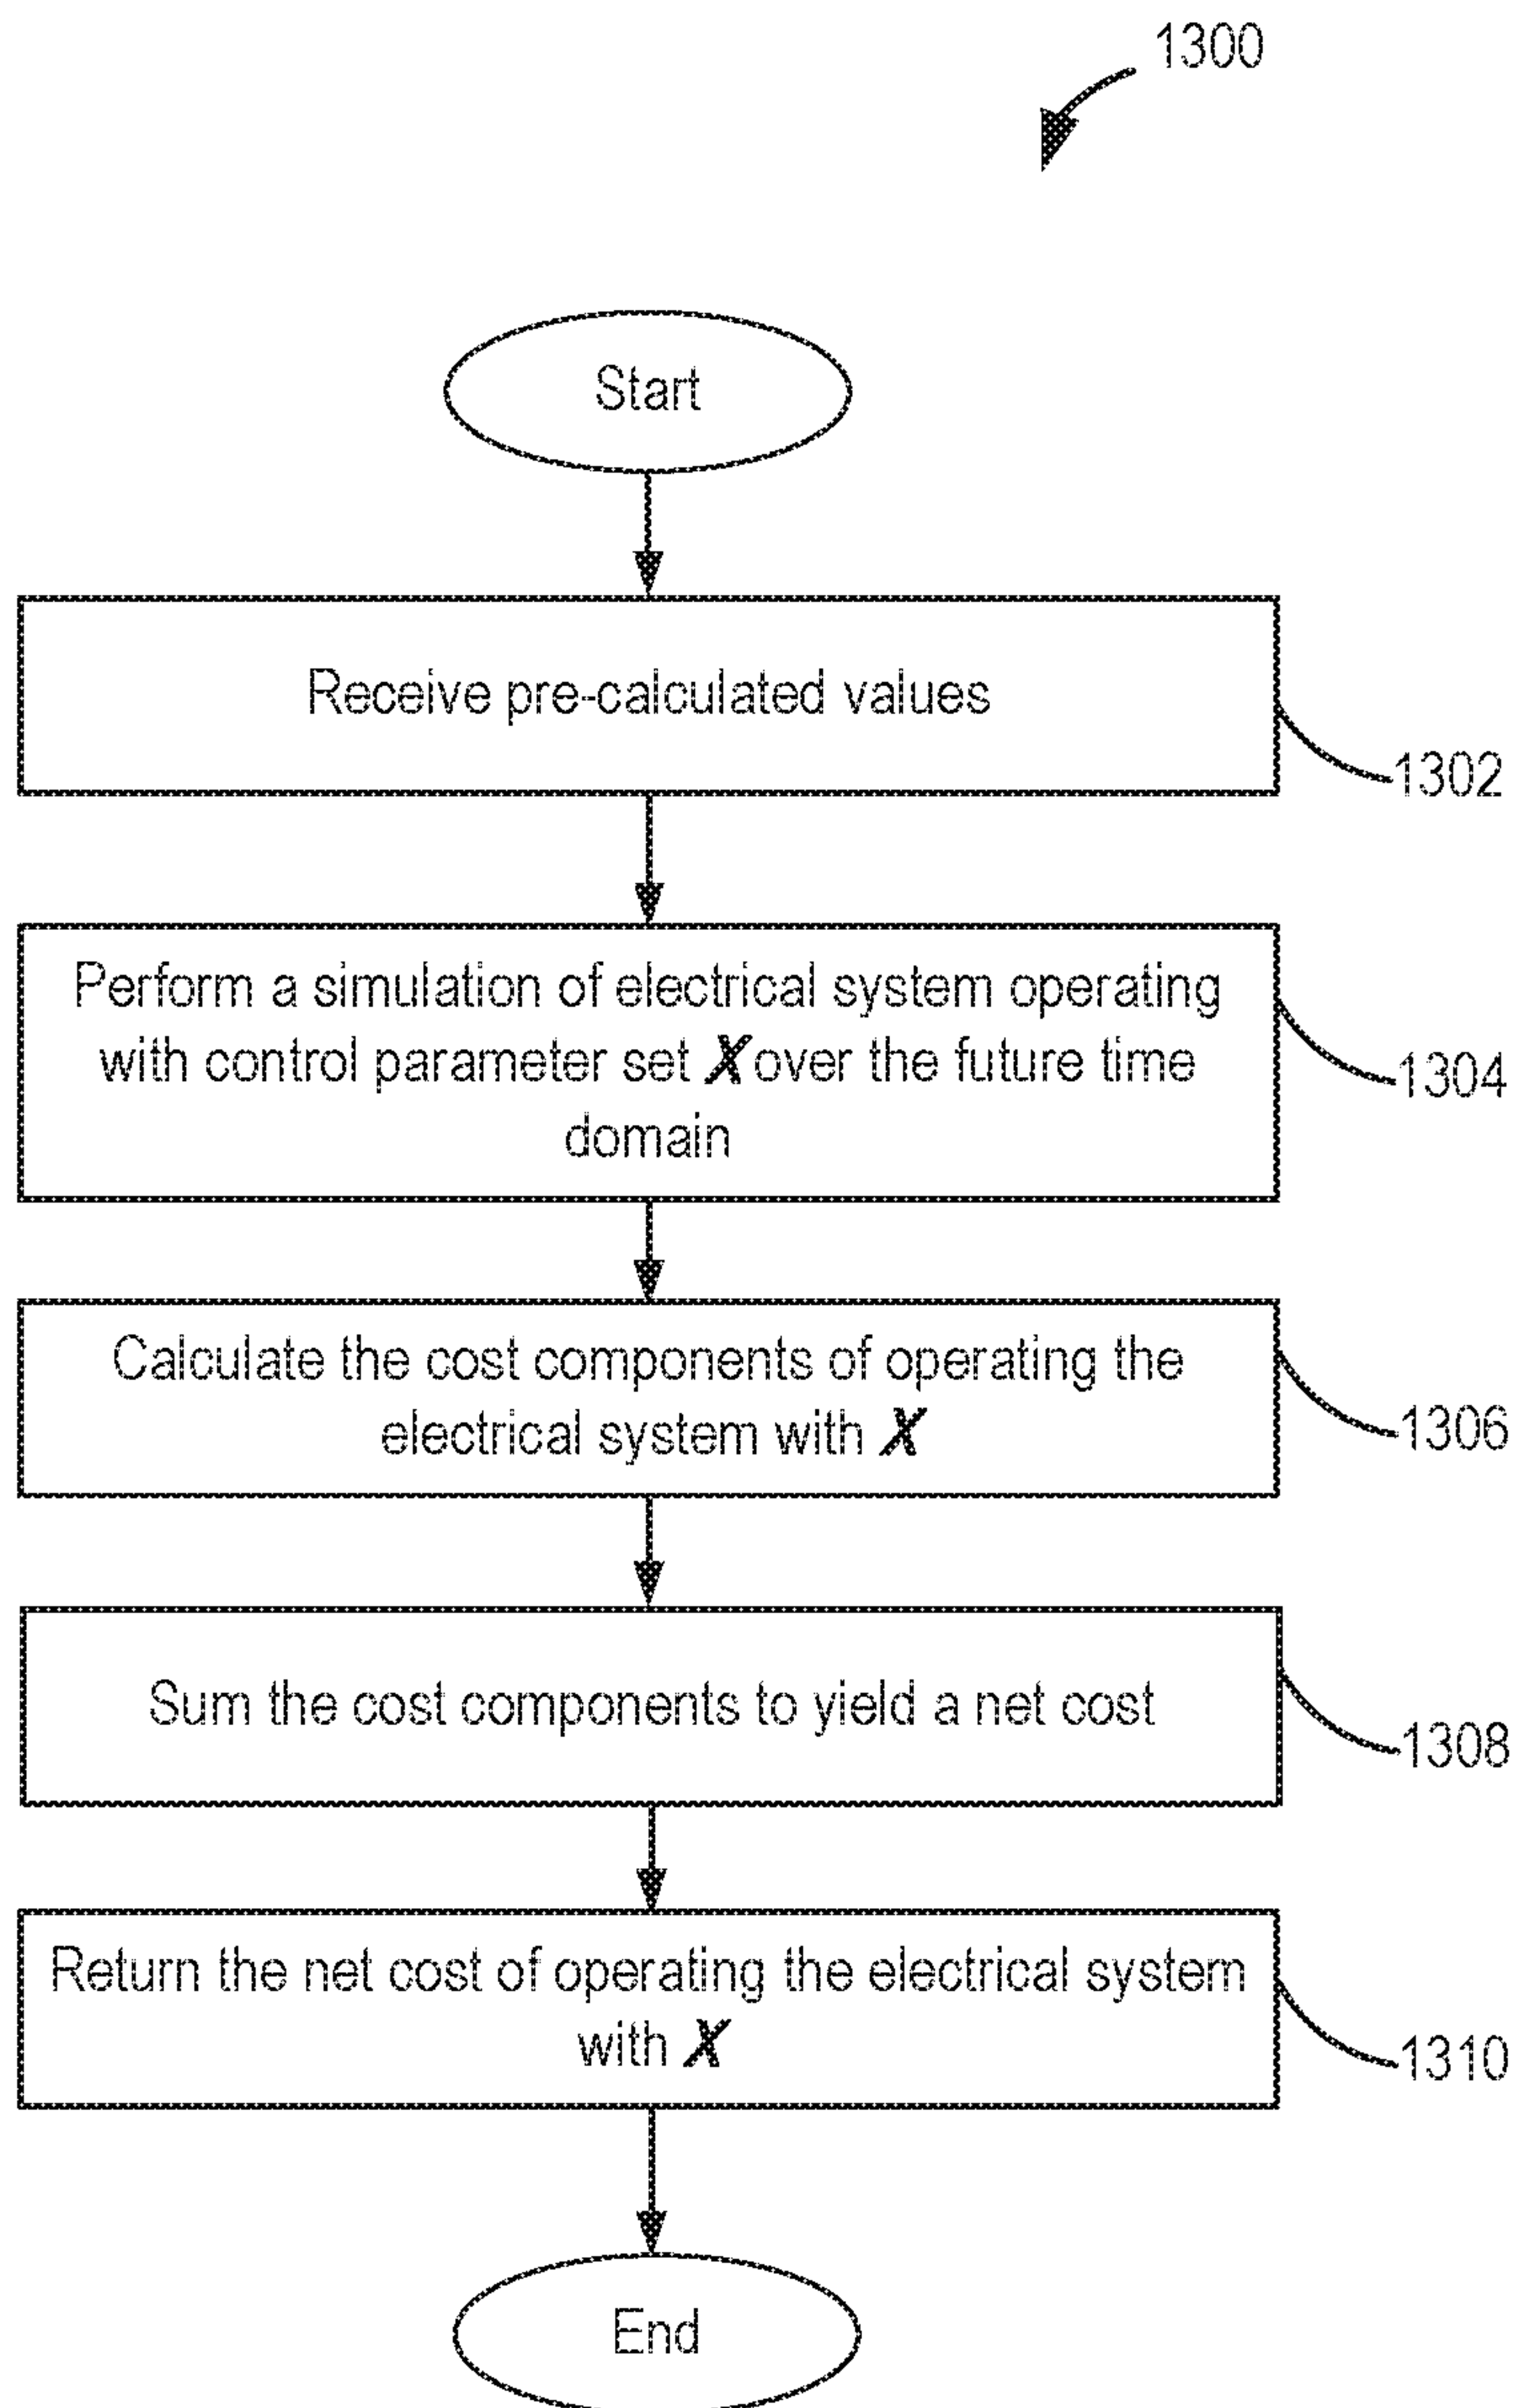 1300
Start
Receive pre-calculated values
1302
Perform a simulation of electrical system operating
with control parameter set X over the future time
domain
1304
Calculate the cost components of operating the
electrical system with X
1306
Sum the cost components to yield a net cost
1308
Return the net cost of operating the electrical system
with X
1310
End